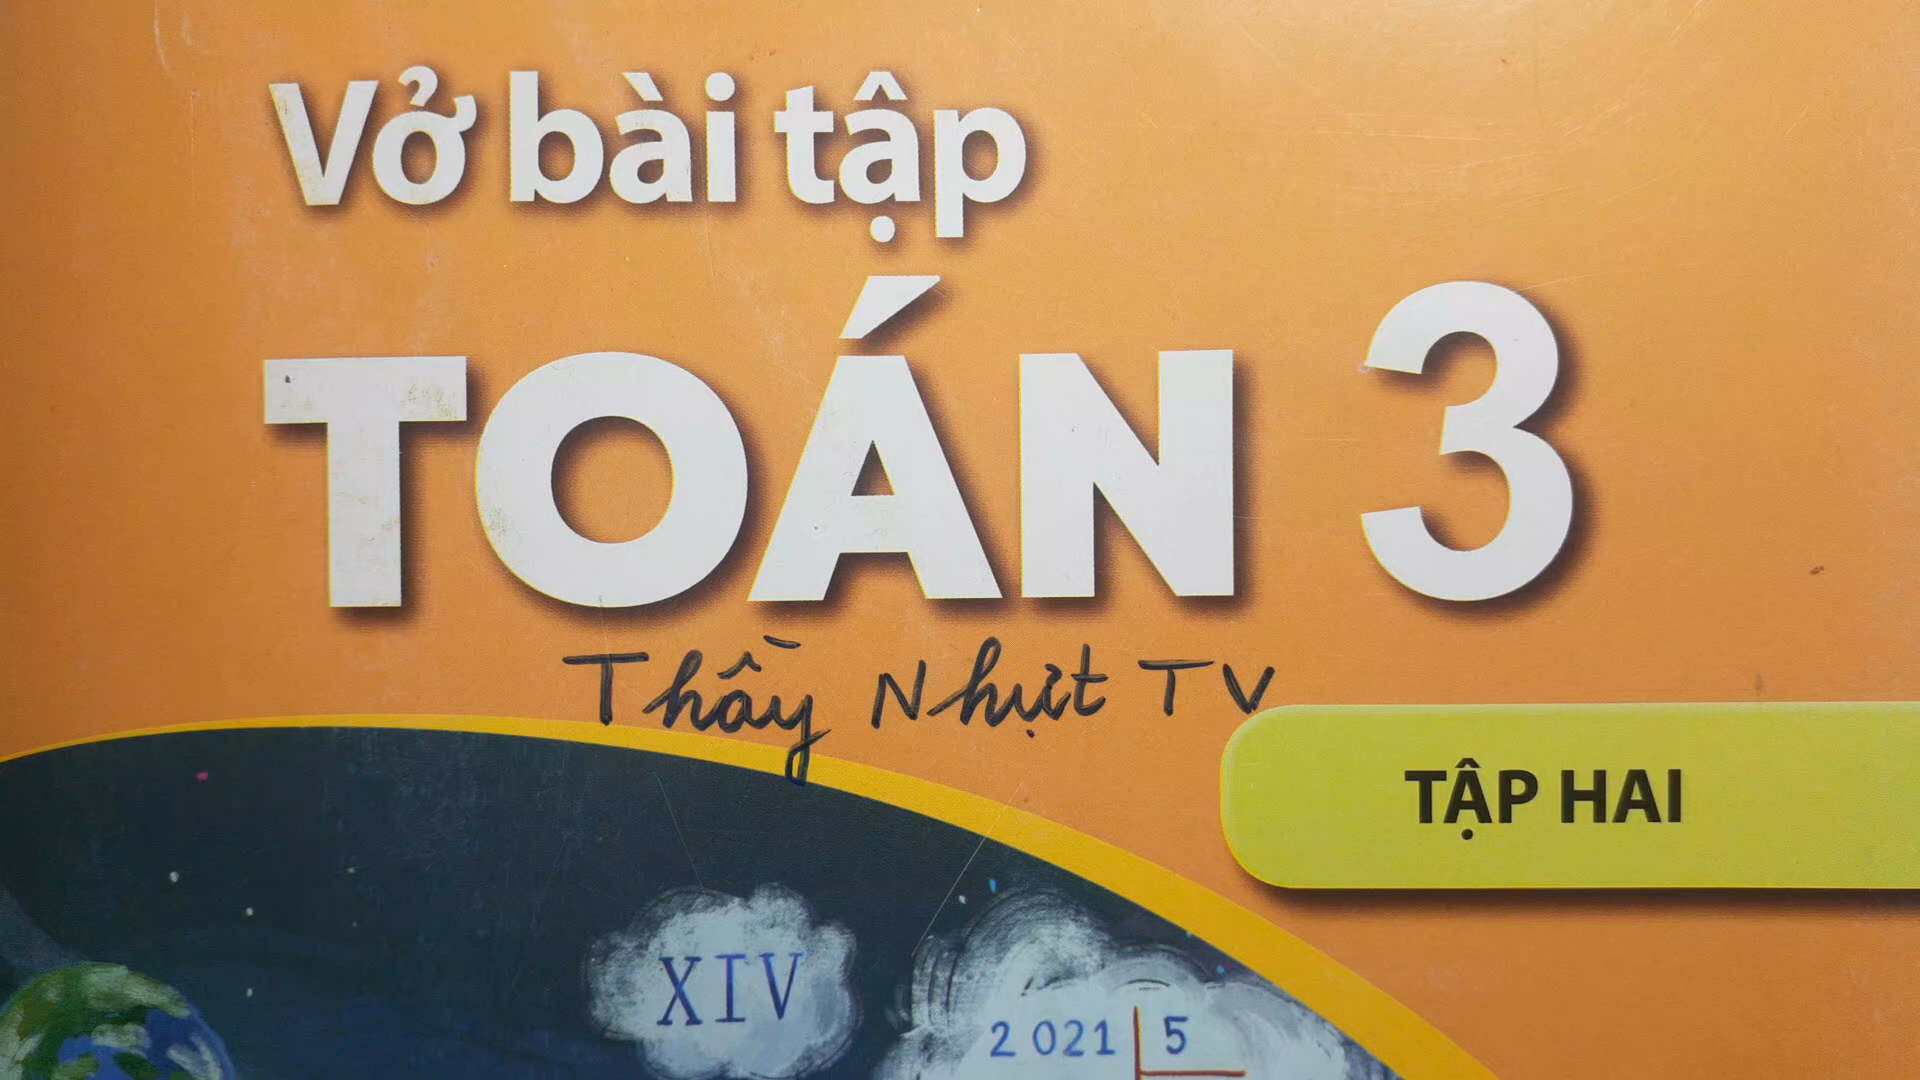 Vở bài tập
TOÁN 3
Thầy Nhựt TV
TẬP HAI
XIV
2021 5